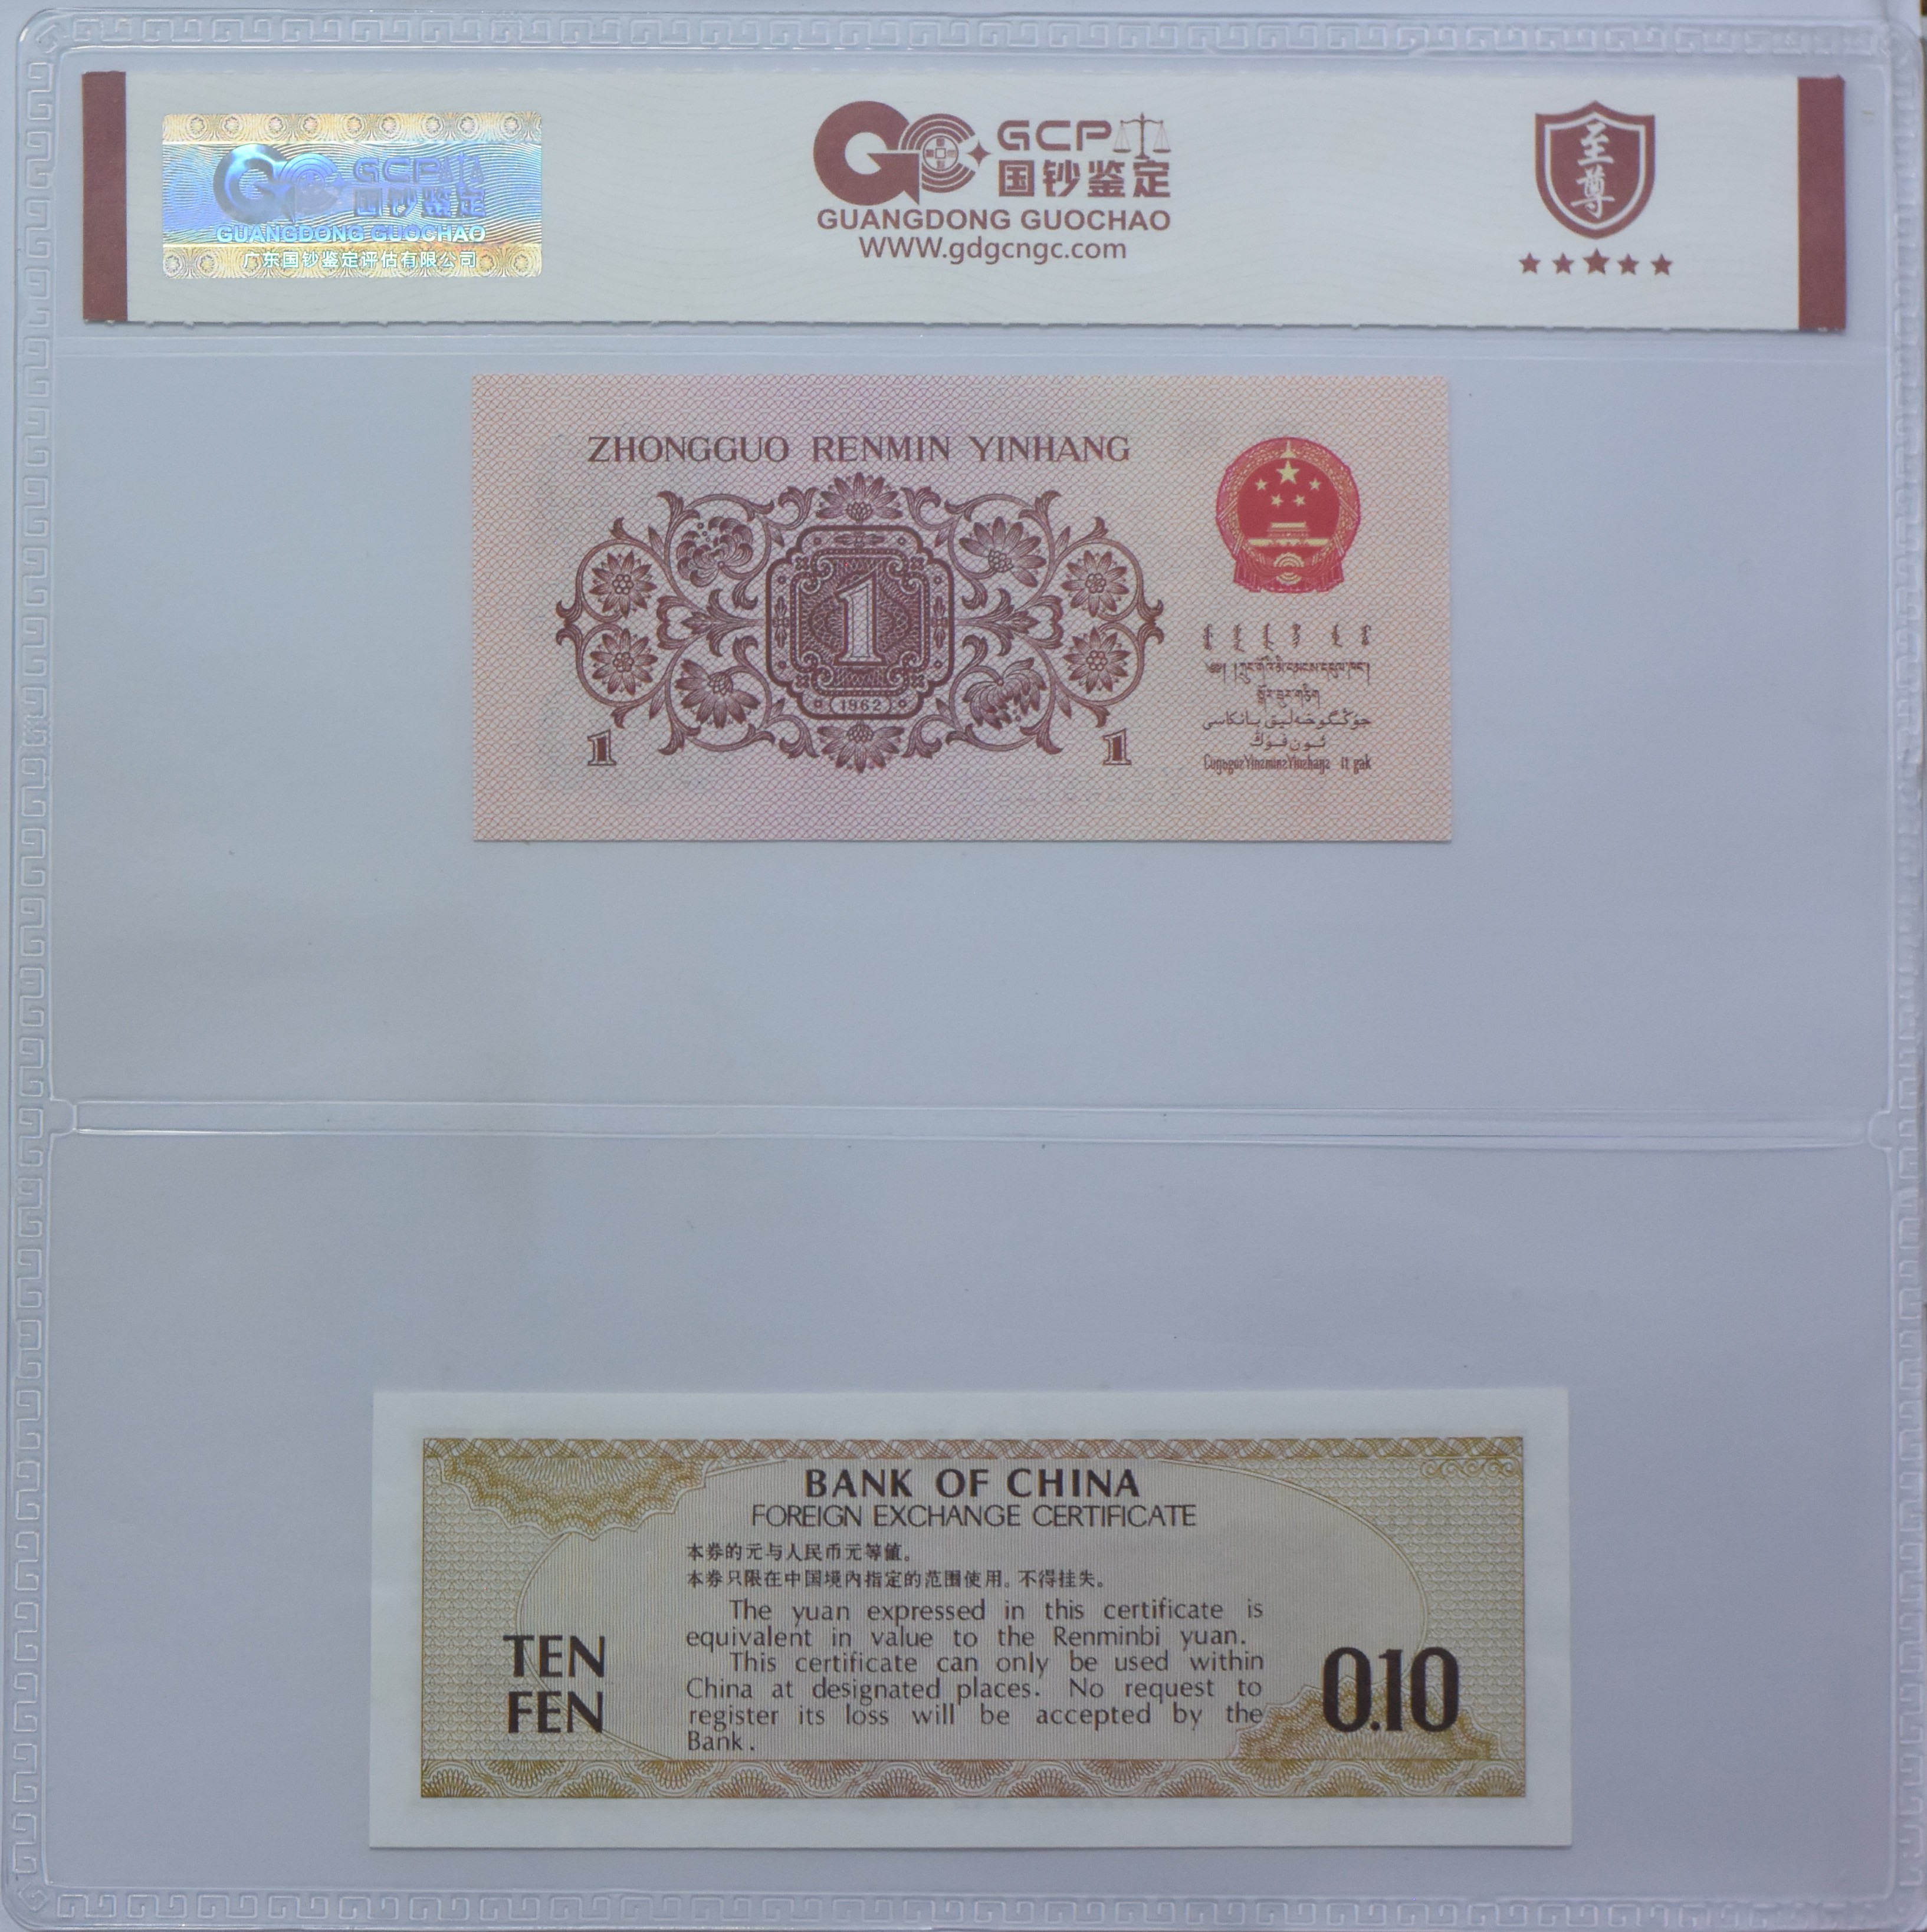 GCP
国钞鉴定
GUANGDONG GUOCHAO
广东国钞鉴定评估有限公司
GCP
国钞鉴定
GUANGDONG GUOCHAO
WWW.gdgcngc.com
至尊
ZHONGGUO RENMIN YINHANG
1
(1962)
1
1
جۇڭگوخەلىق بانكاسى
ئون فۇڭ
BANK OF CHINA
FOREIGN EXCHANGE CERTIFICATE
本券的元与人民币元等值。
本券只限在中国境内指定的范围使用。不得挂失。
The yuan expressed in this certificate is
equivalent in value to the Renminbi yuan.
This certificate can only be used within
China at designated places. No request to
register its loss will be accepted by the
Bank.
TEN
FEN
0.10